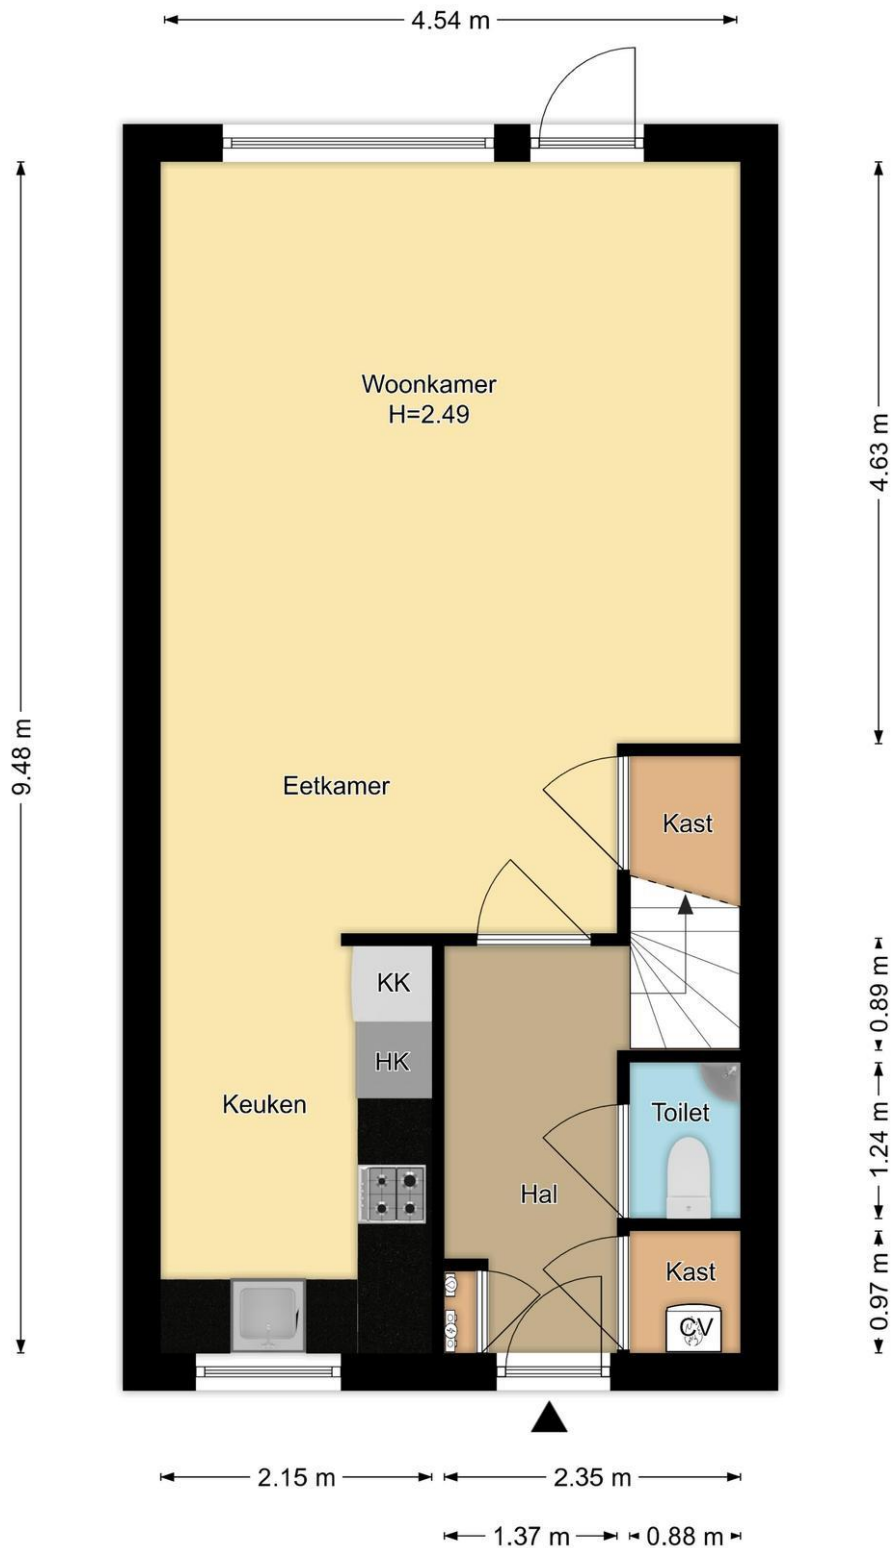 4.54 m
9.48 m
4.63 m
Woonkamer
H=2.49
Eetkamer
Kast
KK
HK
0.89 m
Keuken
Toilet
1.24 m
Hal
Kast
CV
0.97 m
2.15 m
2.35 m
1.37 m
0.88 m